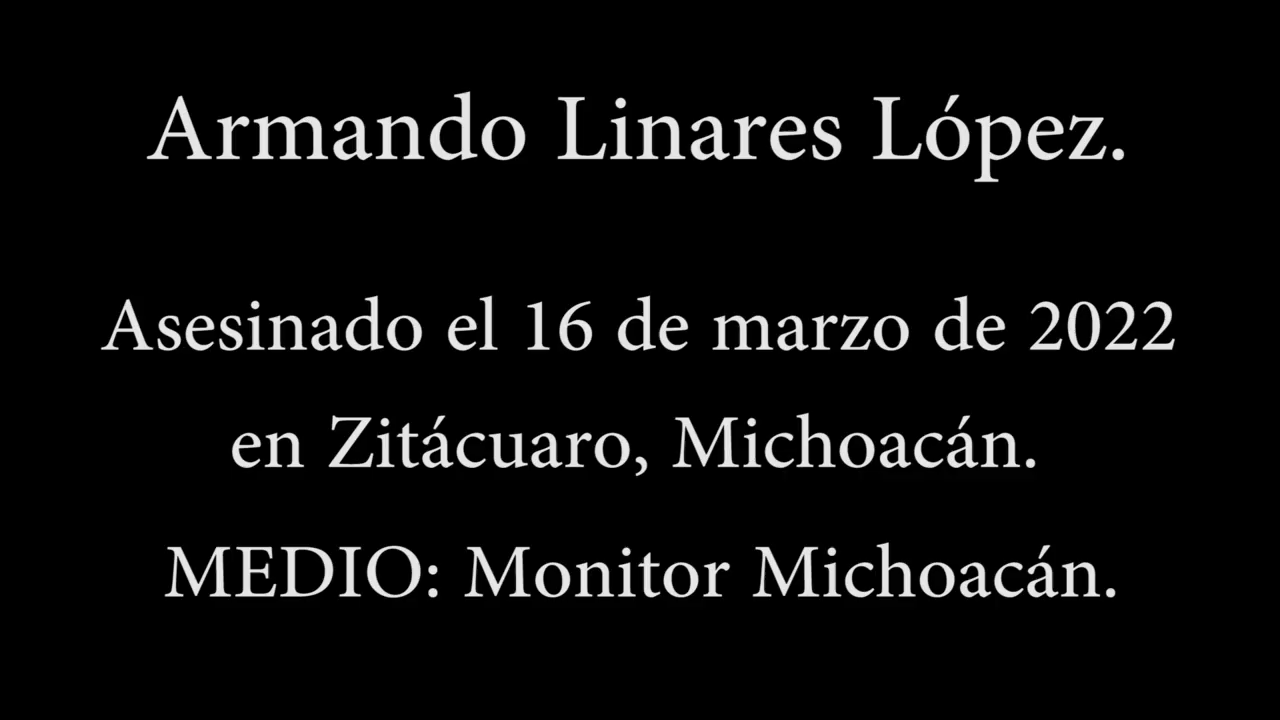 Armando Linares López.
Asesinado el 16 de marzo de 2022
en Zitácuaro, Michoacán.
MEDIO: Monitor Michoacán.